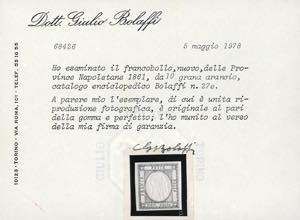 Dott. Giulio Bolaffi
68426
5 maggio 1978
Ho esaminato il francobollo, nuovo, delle Pro=
vince Napoletane 1861, da 10 grana arancio,
catalogo enciclopedico Bolaffi n. 27e.
A parere mio l'esemplare, di cui è unita ri=
produzione fotografica, è originale al pari
della gomma e perfetto; l'ho munito al verso
della mia firma di garanzia.
10123 - TORINO - VIA ROMA, 101 - TELEF. 55 16 55